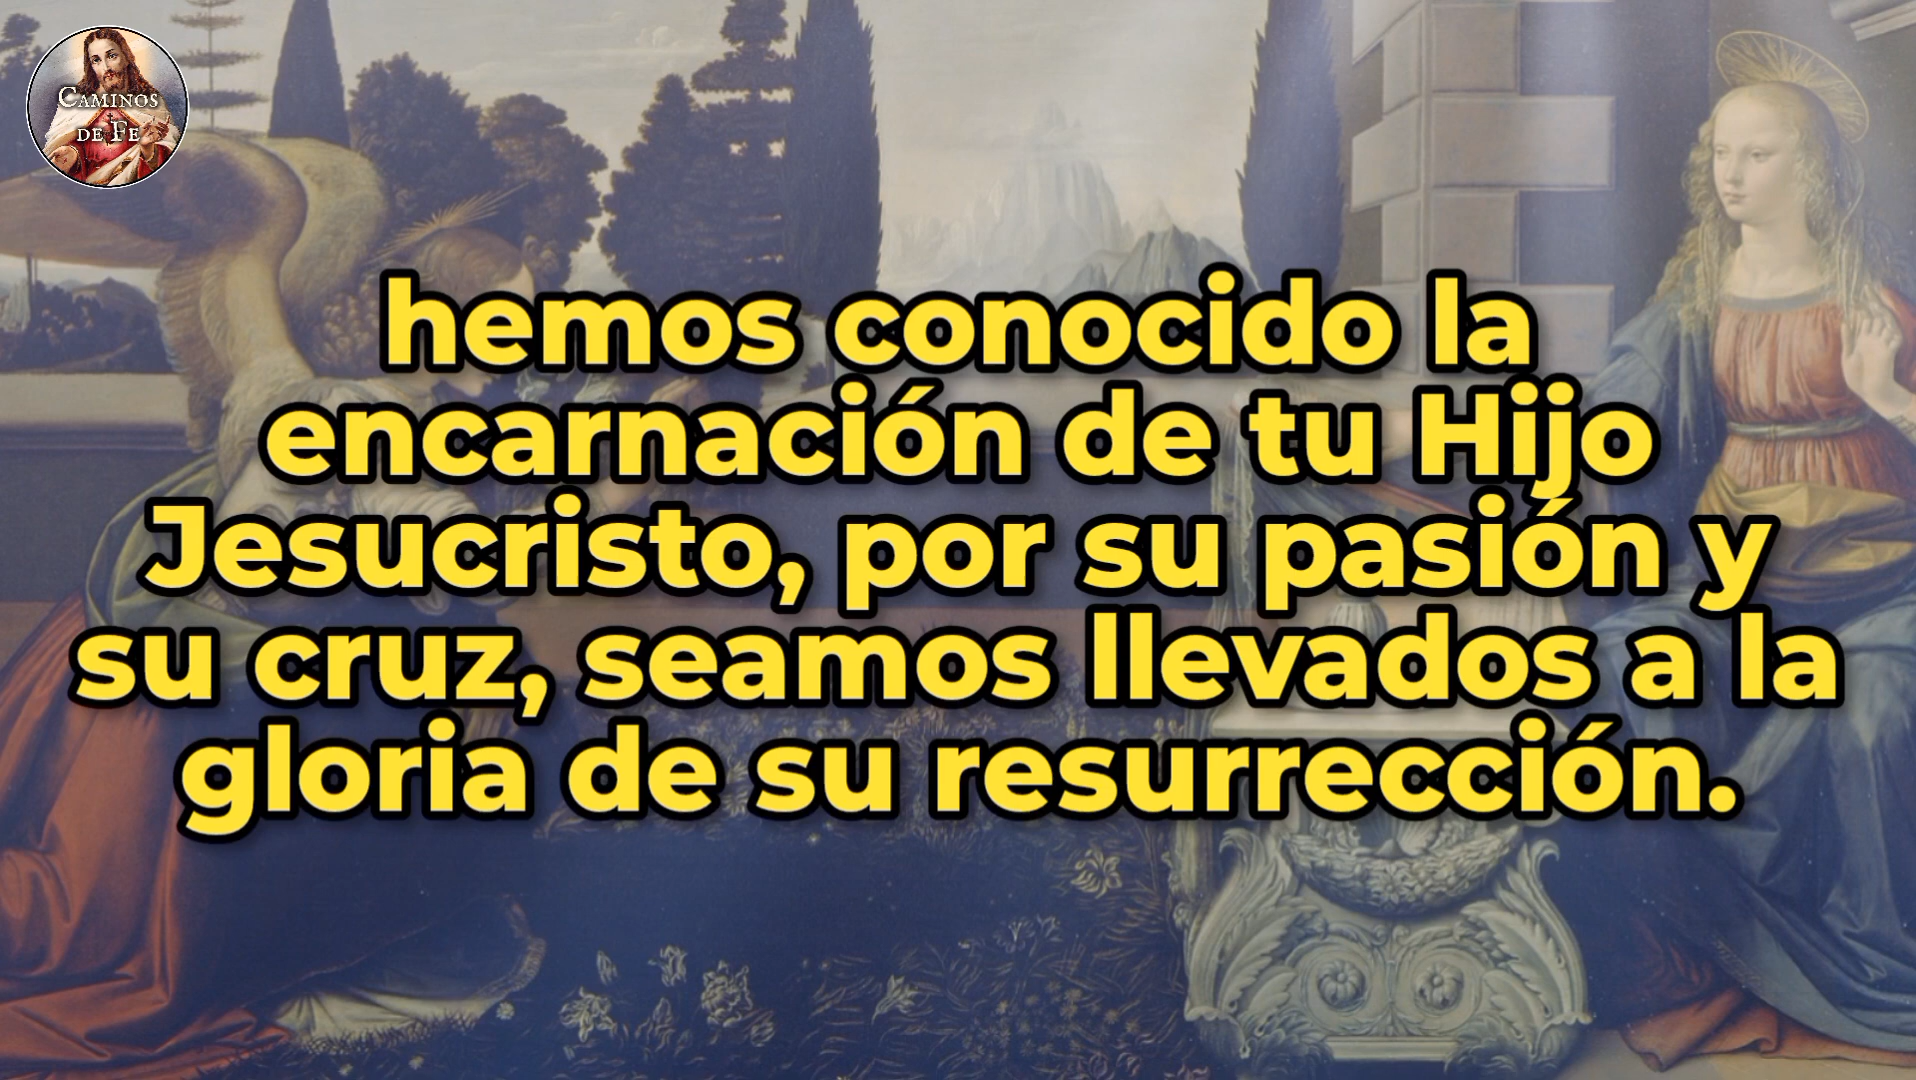 CAMINOS
DE FE
hemos conocido la
encarnación de tu Hijo
Jesucristo, por su pasión y
su cruz, seamos llevados a la
gloria de su resurrección.